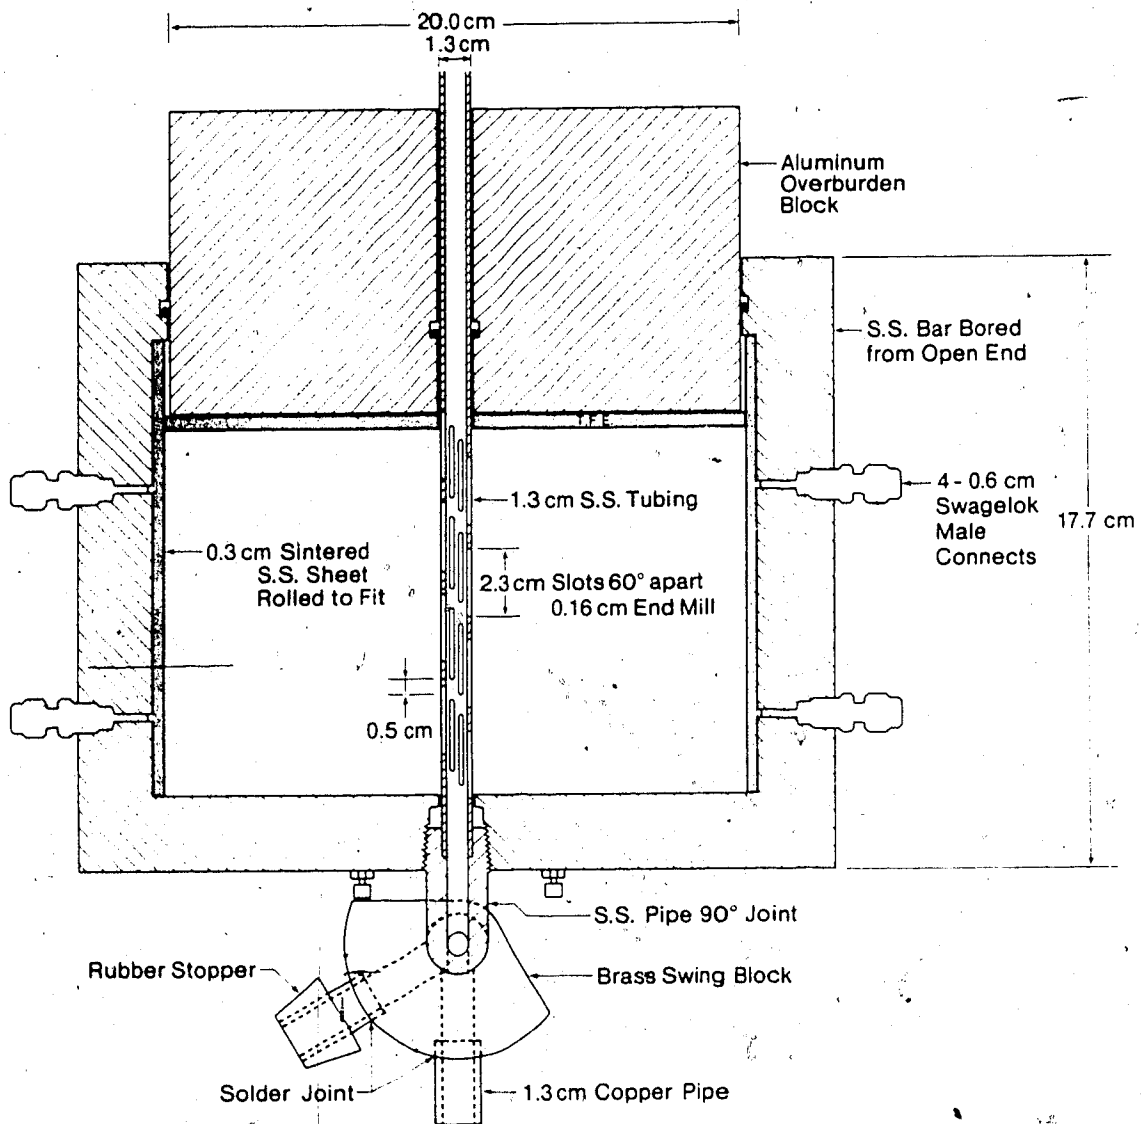 20.0 cm
1.3 cm
Aluminum
Overburden
Block
S.S. Bar Bored
from Open End
T.F.E.
1.3 cm S.S. Tubing
4 - 0.6 cm
Swagelok
Male
Connects
17.7 cm
0.3 cm Sintered
S.S. Sheet
Rolled to Fit
2.3 cm Slots 60° apart
0.16 cm End Mill
0.5 cm
S.S. Pipe 90° Joint
Rubber Stopper
Brass Swing Block
Solder Joint
1.3 cm Copper Pipe